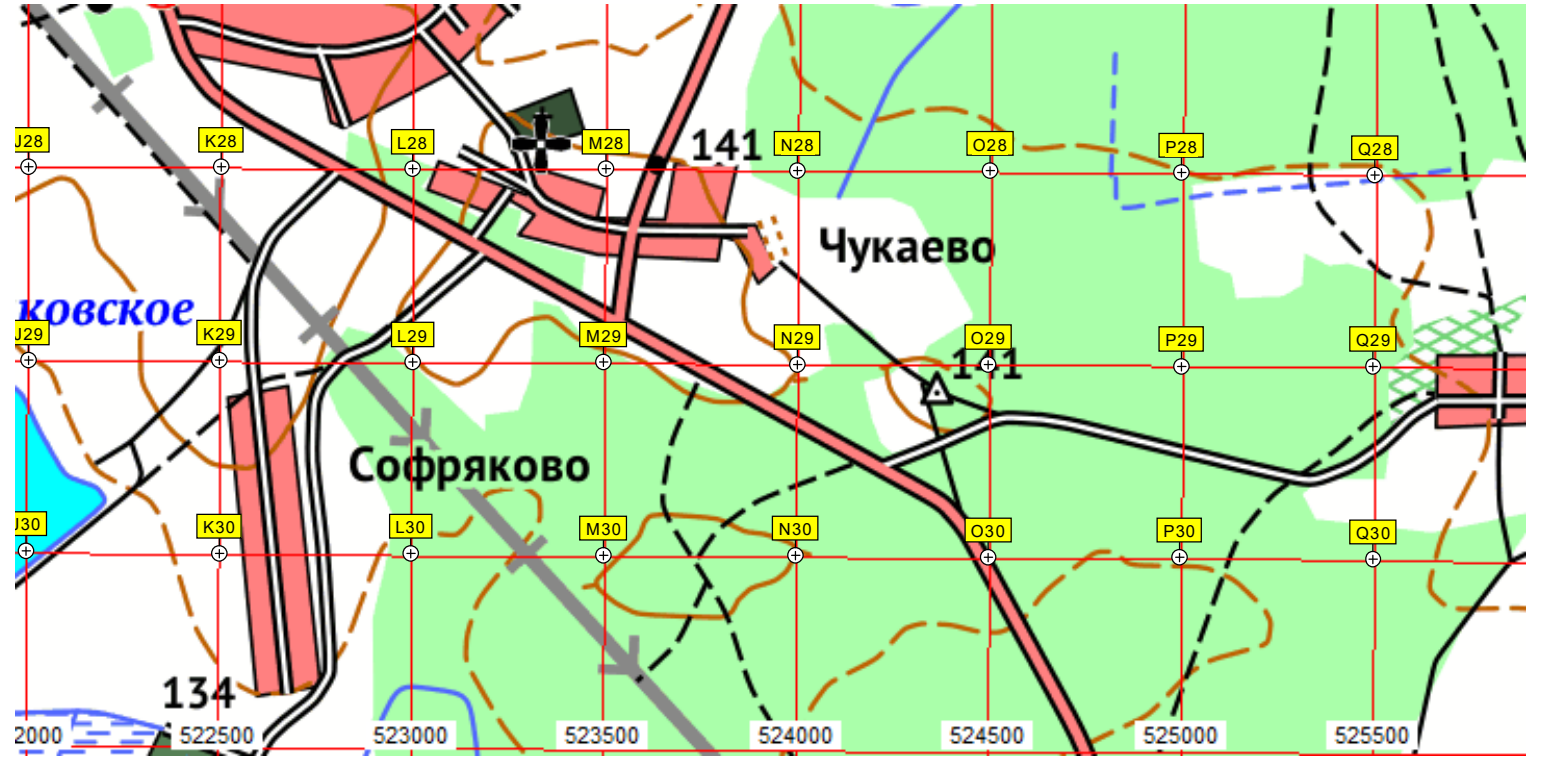 141
J28 K28 L28 M28 N28 O28 P28 Q28
Чукаево
ковское
J29 K29 L29 M29 N29 O29 P29 Q29
141
Софряково
J30 K30 L30 M30 N30 O30 P30 Q30
134
2000 522500 523000 523500 524000 524500 525000 525500